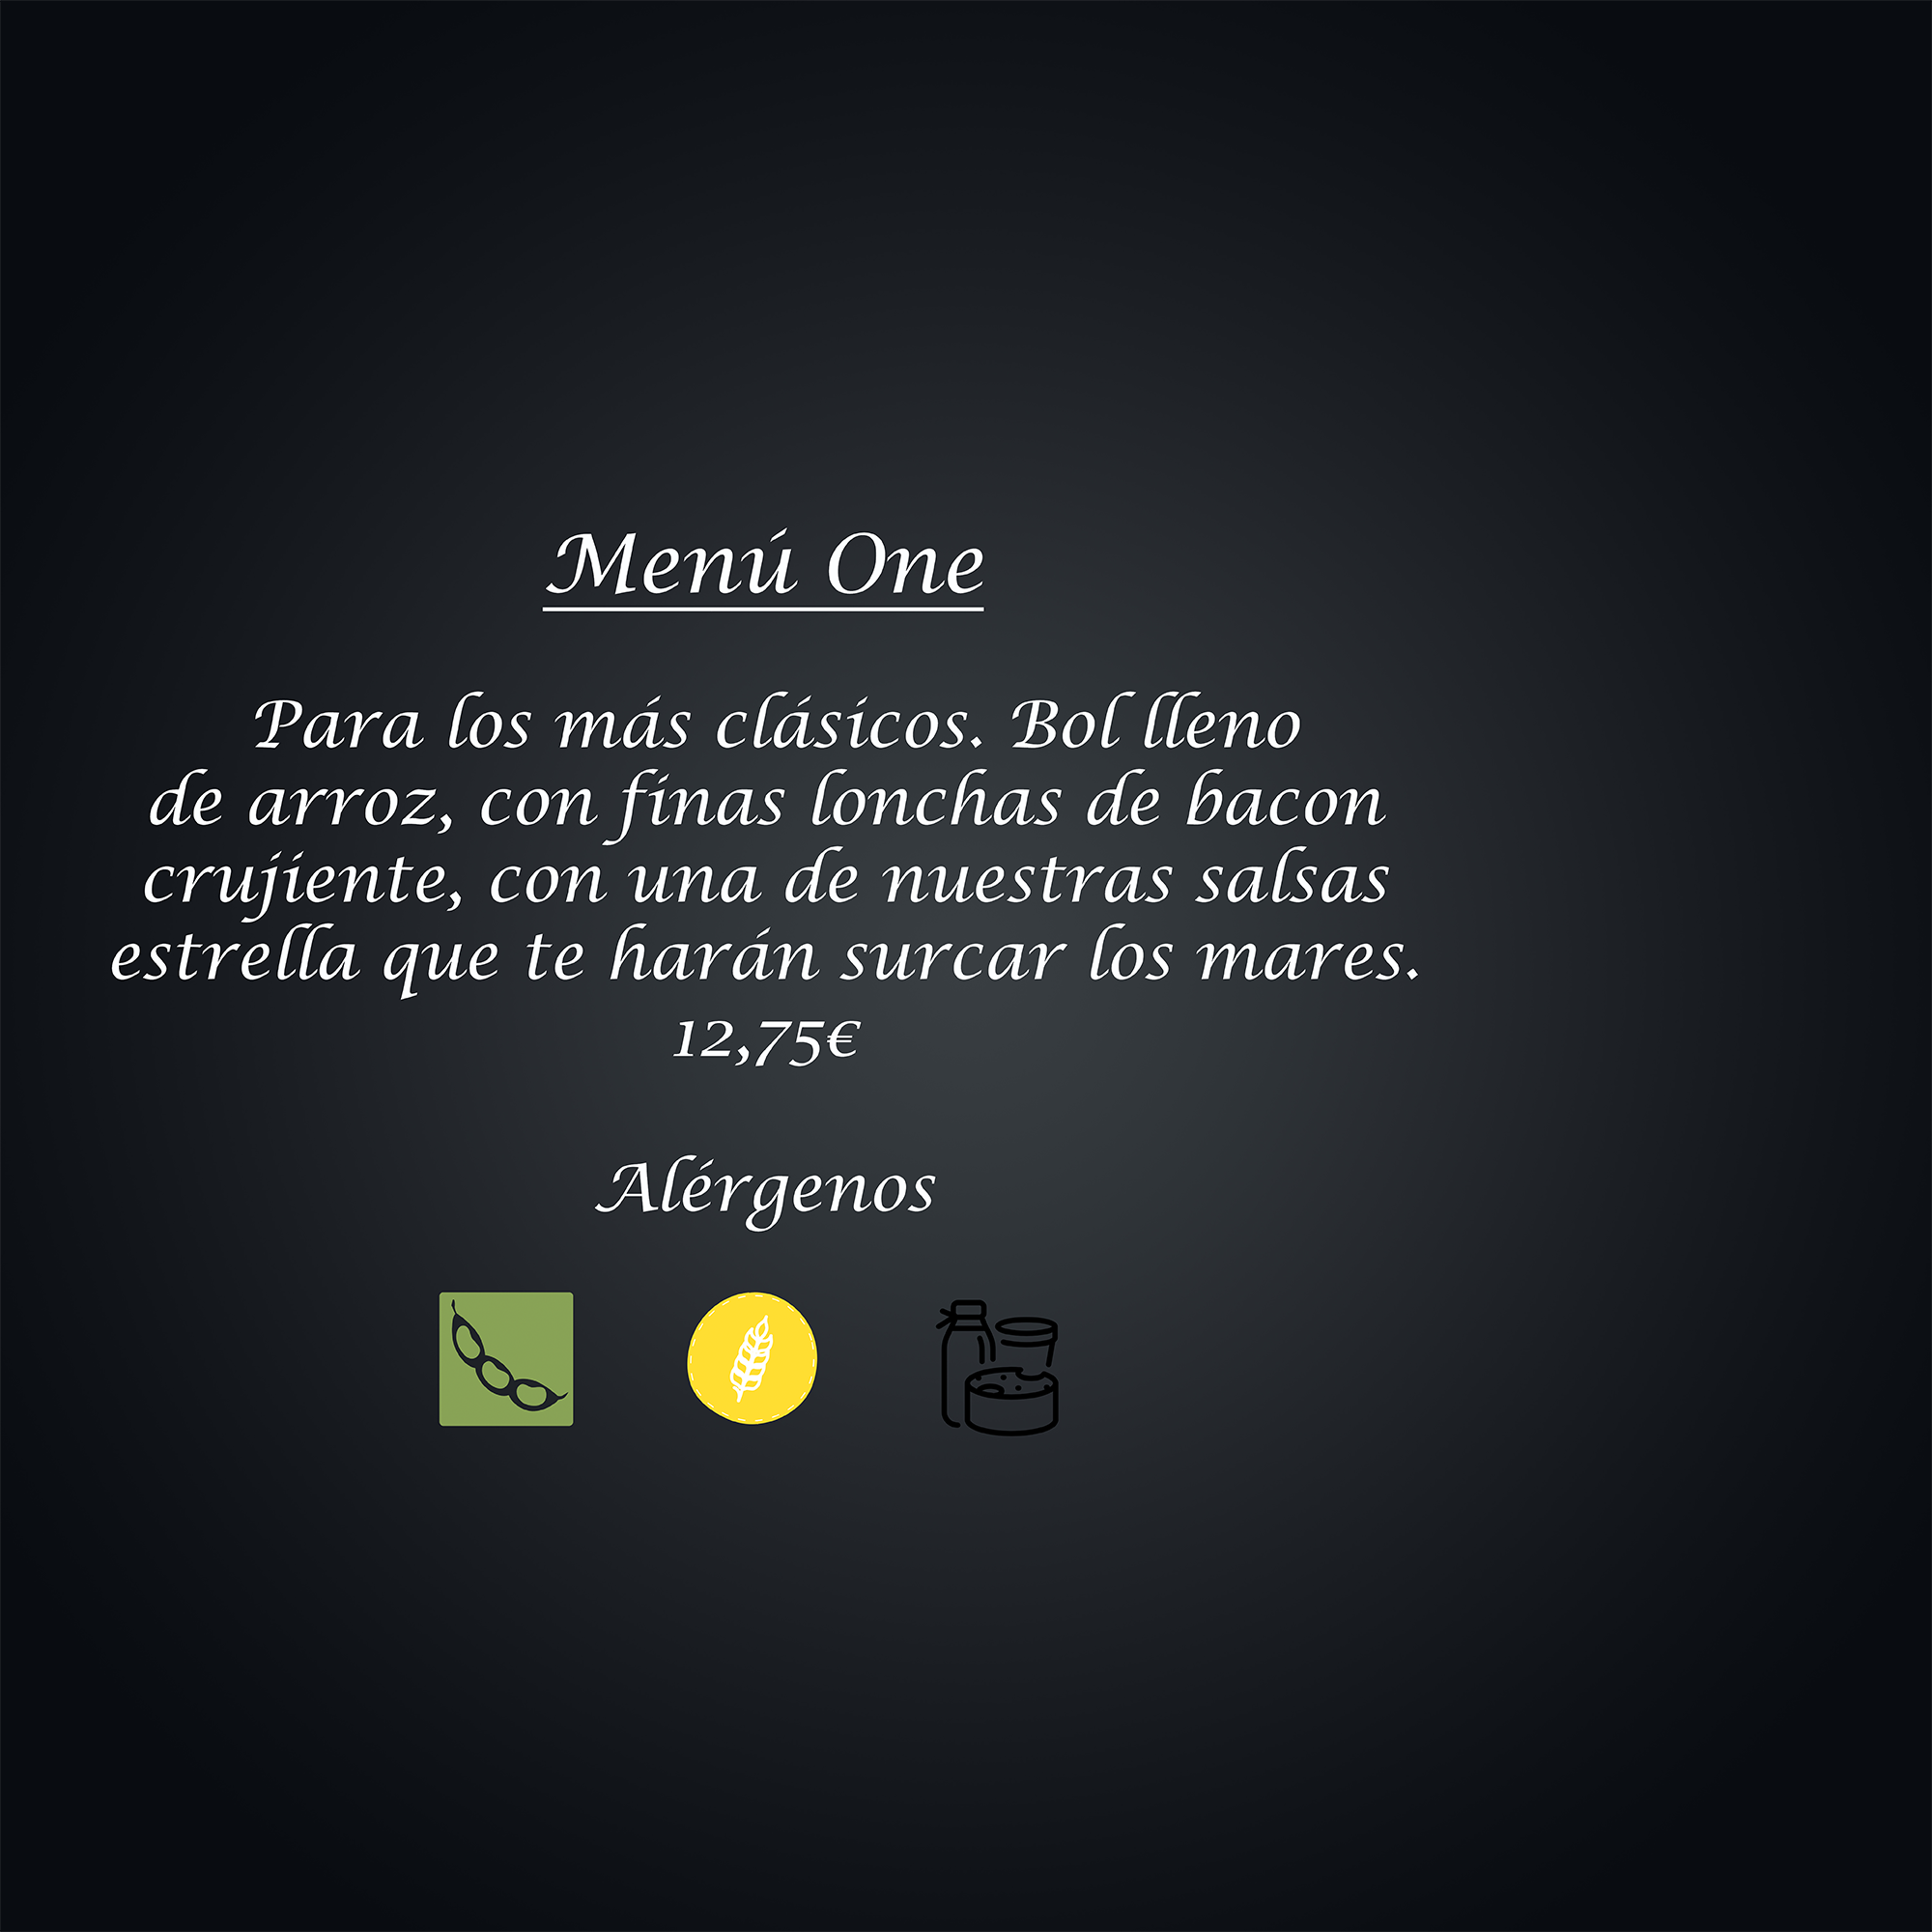 Menú One
Para los más clásicos. Bol lleno
de arroz, con finas lonchas de bacon
crujiente, con una de nuestras salsas
estrella que te harán surcar los mares.
12,75€
Alérgenos